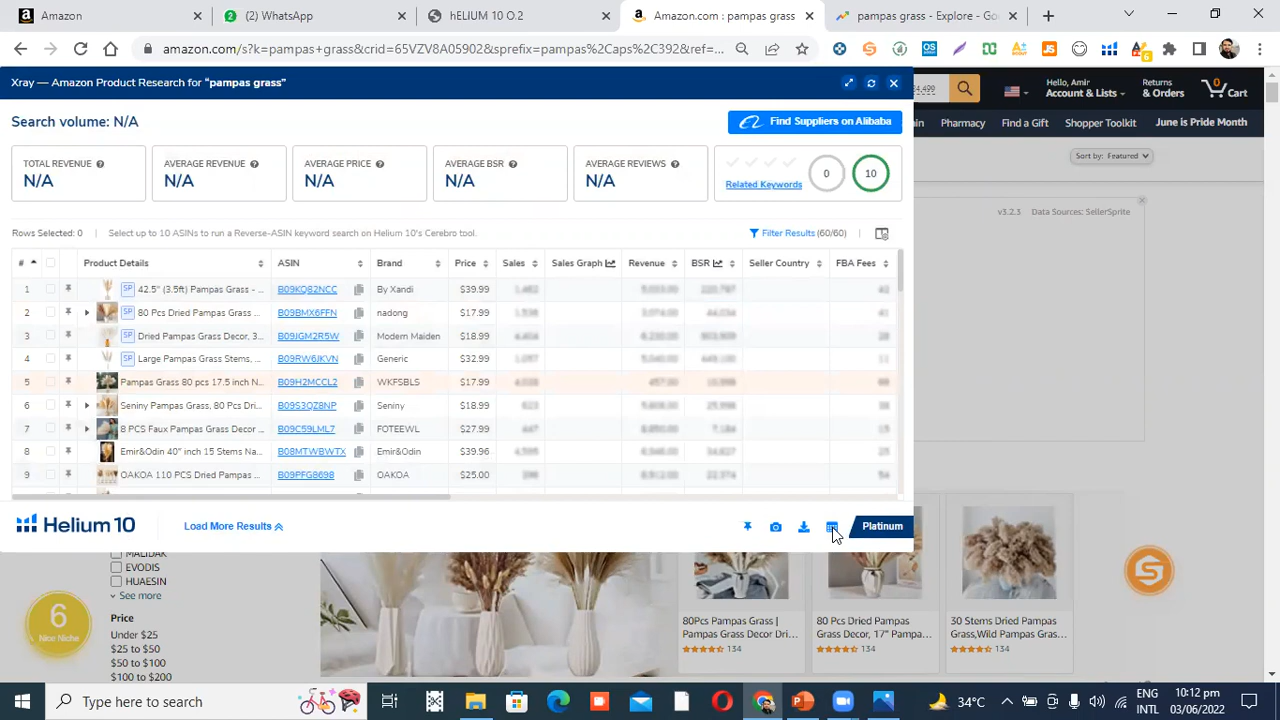 Amazon
(2) WhatsApp
hELIUM 10 O.2
Amazon.com : pampas grass
pampas grass - Explore - Go
amazon.com/s?k=pampas+grass&crid=65VZV8A05902&sprefix=pampas%2Caps%2C392&ref=...
Xray — Amazon Product Research for “pampas grass”
Search volume: N/A
Find Suppliers on Alibaba
TOTAL REVENUE
N/A
AVERAGE REVENUE
N/A
AVERAGE PRICE
N/A
AVERAGE BSR
N/A
AVERAGE REVIEWS
N/A
Related Keywords
0
10
Rows Selected: 0
Select up to 10 ASINs to run a Reverse-ASIN keyword search on Helium 10's Cerebro tool.
Filter Results (60/60)
# Product Details ASIN Brand Price Sales Sales Graph Revenue BSR Seller Country FBA Fees
1 SP 42.5" (3.5ft) Pampas Grass - ... B09KQ82NCC By Xandi $39.99
2 SP 80 Pcs Dried Pampas Grass ... B09BMX6FFN nadong $17.99
3 SP Dried Pampas Grass Decor, 3... B09JGM2R5W Modern Maiden $18.99
4 SP Large Pampas Grass Stems, ... B09RW6JKVN Generic $32.99
5 Pampas Grass 80 pcs 17.5 inch N... B09H2MCCL2 WKFSBLS $17.99
6 Seniny Pampas Grass, 80 Pcs Dri... B09S3QZ8NP Seniny $18.99
7 8 PCS Faux Pampas Grass Decor ... B09C59LML7 FOTEEWL $27.99
8 Emir&Odin 40" inch 15 Stems Na... B08MTWBWTX Emir&Odin $39.96
9 OAKOA 110 PCS Dried Pampas ... B09PFG8698 OAKOA $25.00
Helium 10
Load More Results
Platinum
$4,499
Hello, Amir
Account & Lists
Returns
& Orders
Cart
Pharmacy
Find a Gift
Shopper Toolkit
June is Pride Month
Sort by: Featured
v3.2.3 Data Sources: SellerSprite
MALIDAK
EVODIS
HUAESIN
See more
Price
Under $25
$25 to $50
$50 to $100
$100 to $200
6
Nice Niche
80Pcs Pampas Grass |
Pampas Grass Decor Dri...
134
80 Pcs Dried Pampas
Grass Decor, 17" Pampa...
134
30 Stems Dried Pampas
Grass,Wild Pampas Gras...
134
Type here to search
34°C
ENG
INTL
10:12 pm
03/06/2022